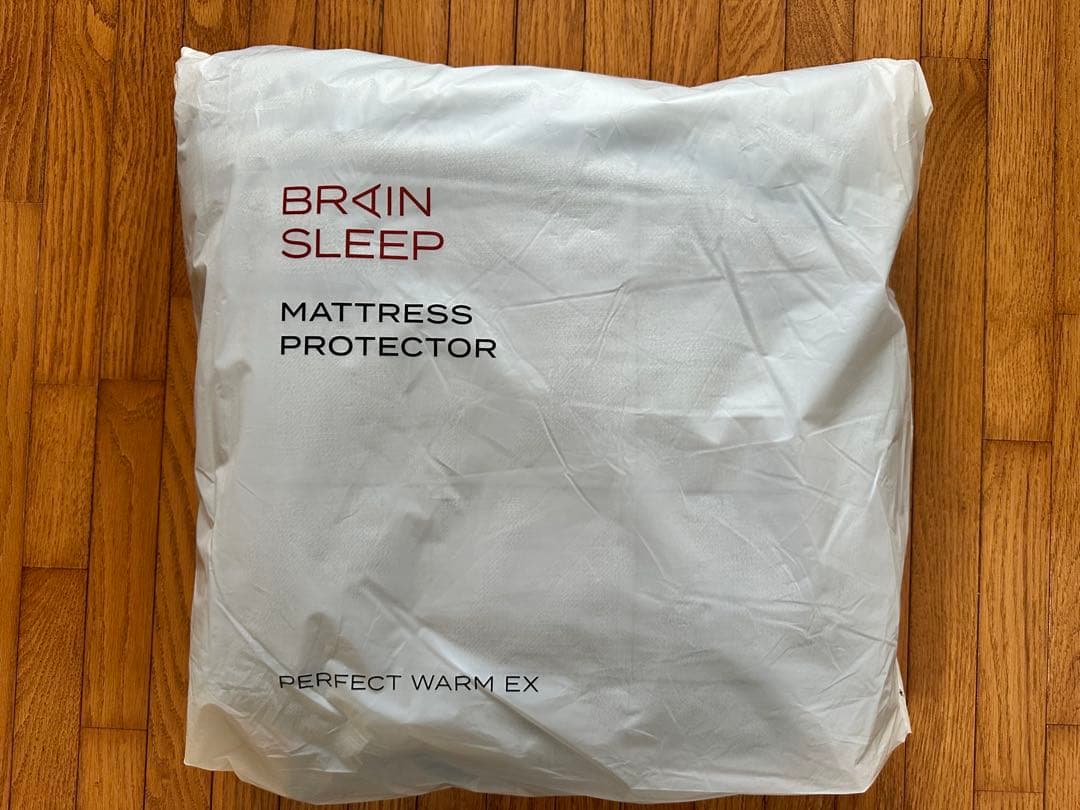 BRAIN
SLEEP
MATTRESS
PROTECTOR
PERFECT WARM EX